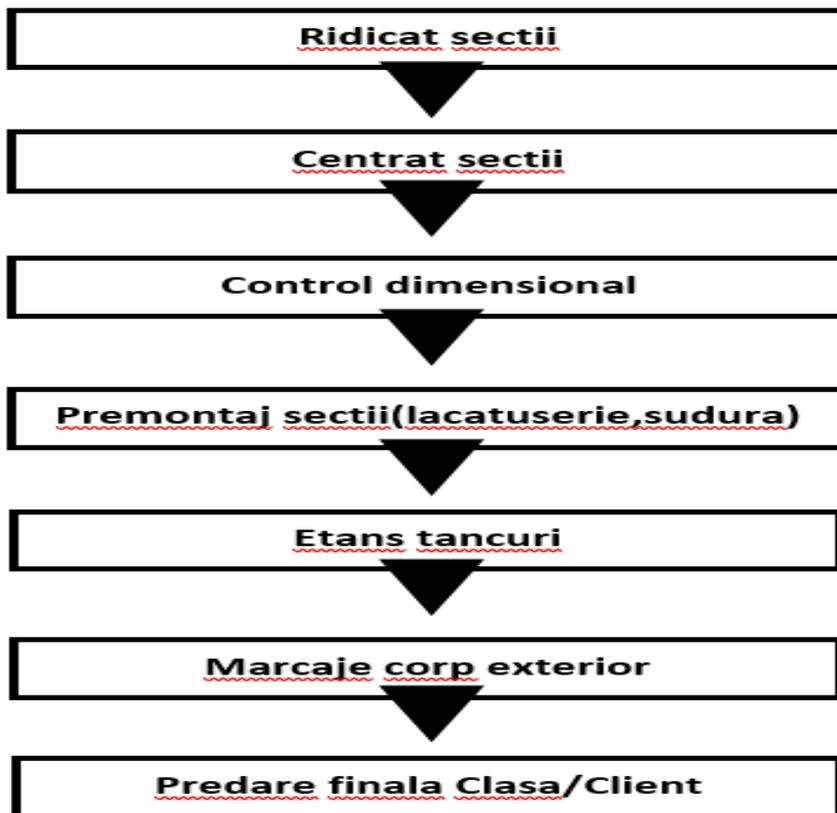 Ridicat sectii
Centrat sectii
Control dimensional
Premontaj sectii(lacatuserie,sudura)
Etans tancuri
Marcaje corp exterior
Predare finala Clasa/Client